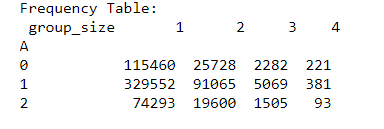 Frequency Table:
group_size 1 2 3 4
A
0 115460 25728 2282 221
1 329552 91065 5069 381
2 74293 19600 1505 93